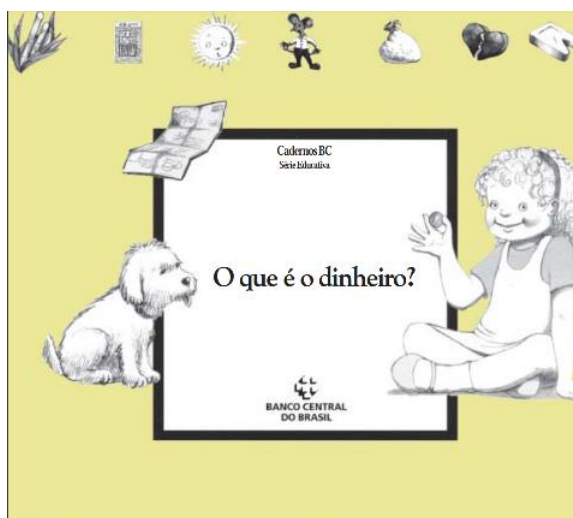 Cadernos BC
Série Educativa
O que é o dinheiro?
BANCO CENTRAL
DO BRASIL